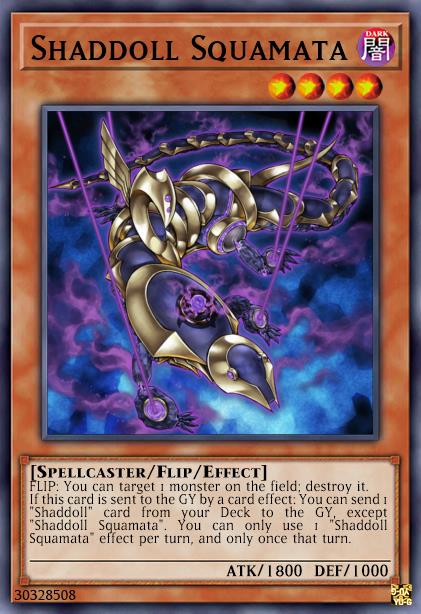 Shaddoll Squamata
DARK
闇
[Spellcaster/Flip/Effect]
FLIP: You can target 1 monster on the field; destroy it.
If this card is sent to the GY by a card effect: You can send 1
"Shaddoll" card from your Deck to the GY, except
"Shaddoll Squamata". You can only use 1 "Shaddoll
Squamata" effect per turn, and only once that turn.
ATK/1800 DEF/1000
30328508